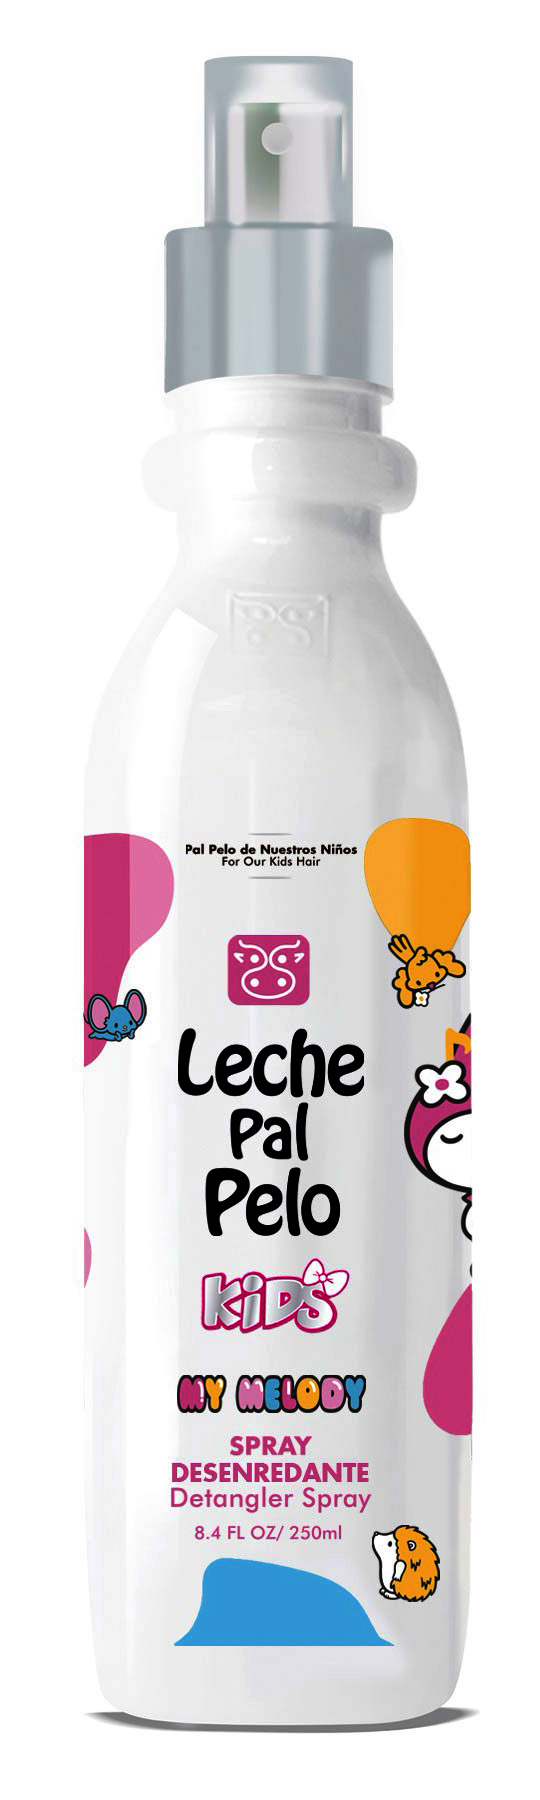 Pal Pelo de Nuestros Niños
For Our Kids Hair
Leche
Pal
Pelo
KiDS
MY MELODY
SPRAY
DESENREDANTE
Detangler Spray
8.4 FL OZ/ 250ml